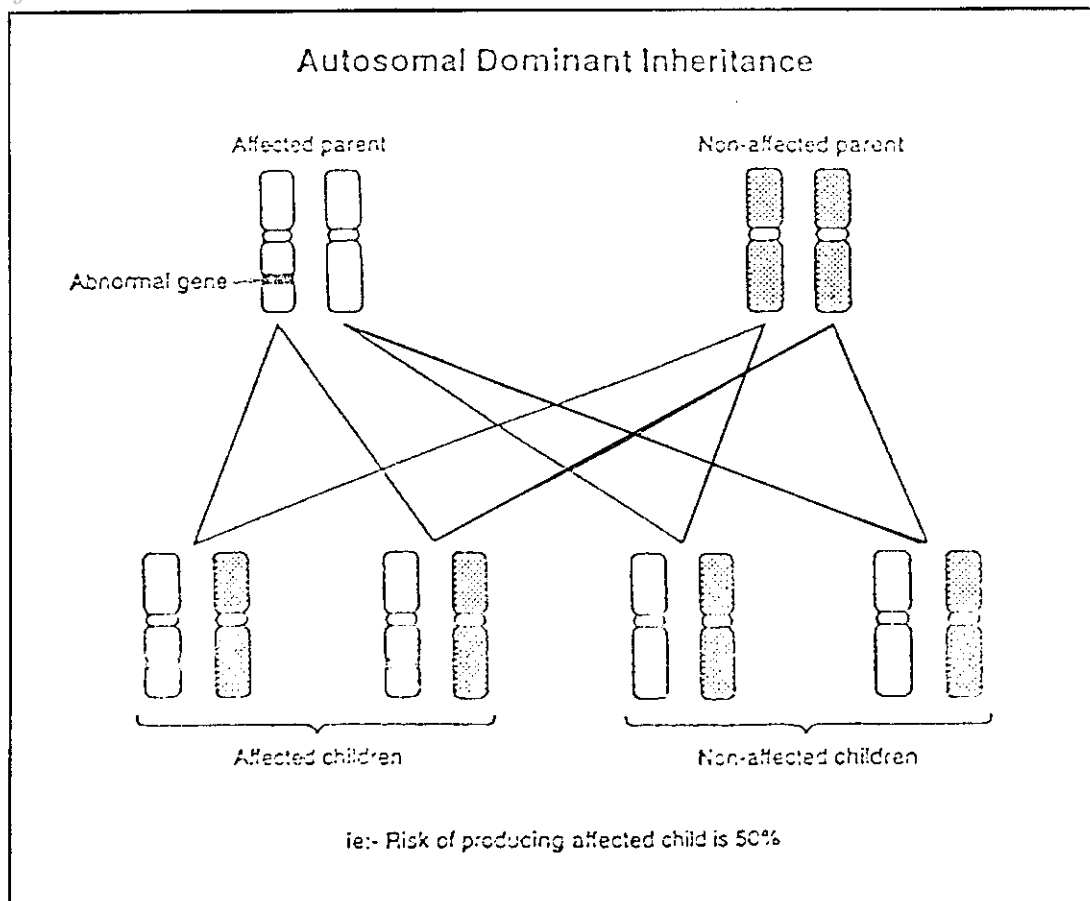 Autosomal Dominant Inheritance
Affected parent
Non-affected parent
Abnormal gene
Affected children
Non-affected children
ie:- Risk of producing affected child is 50%